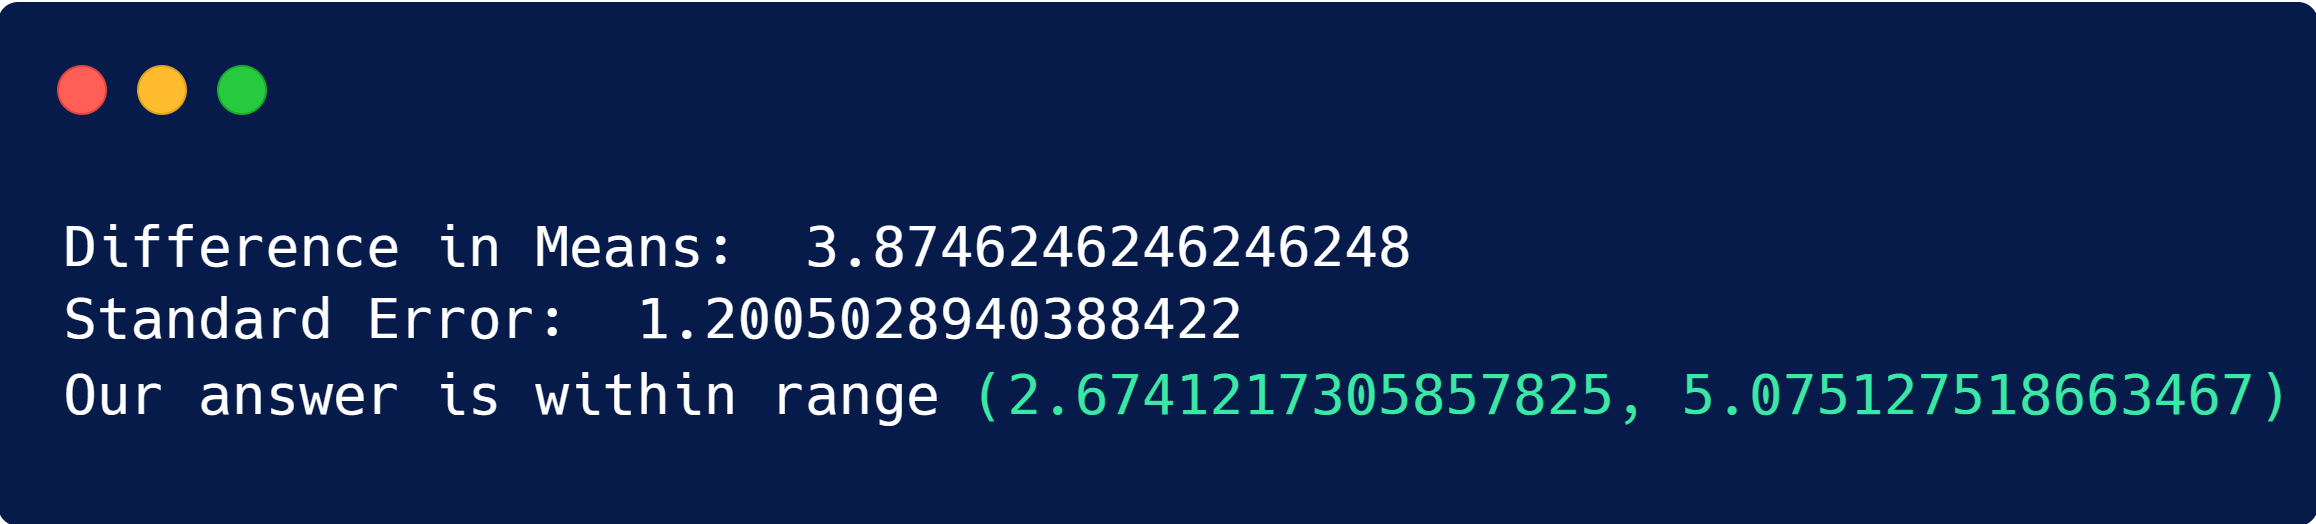 Difference in Means:  3.8746246246246248
Standard Error:  1.2005028940388422
Our answer is within range (2.6741217305857825, 5.075127518663467)